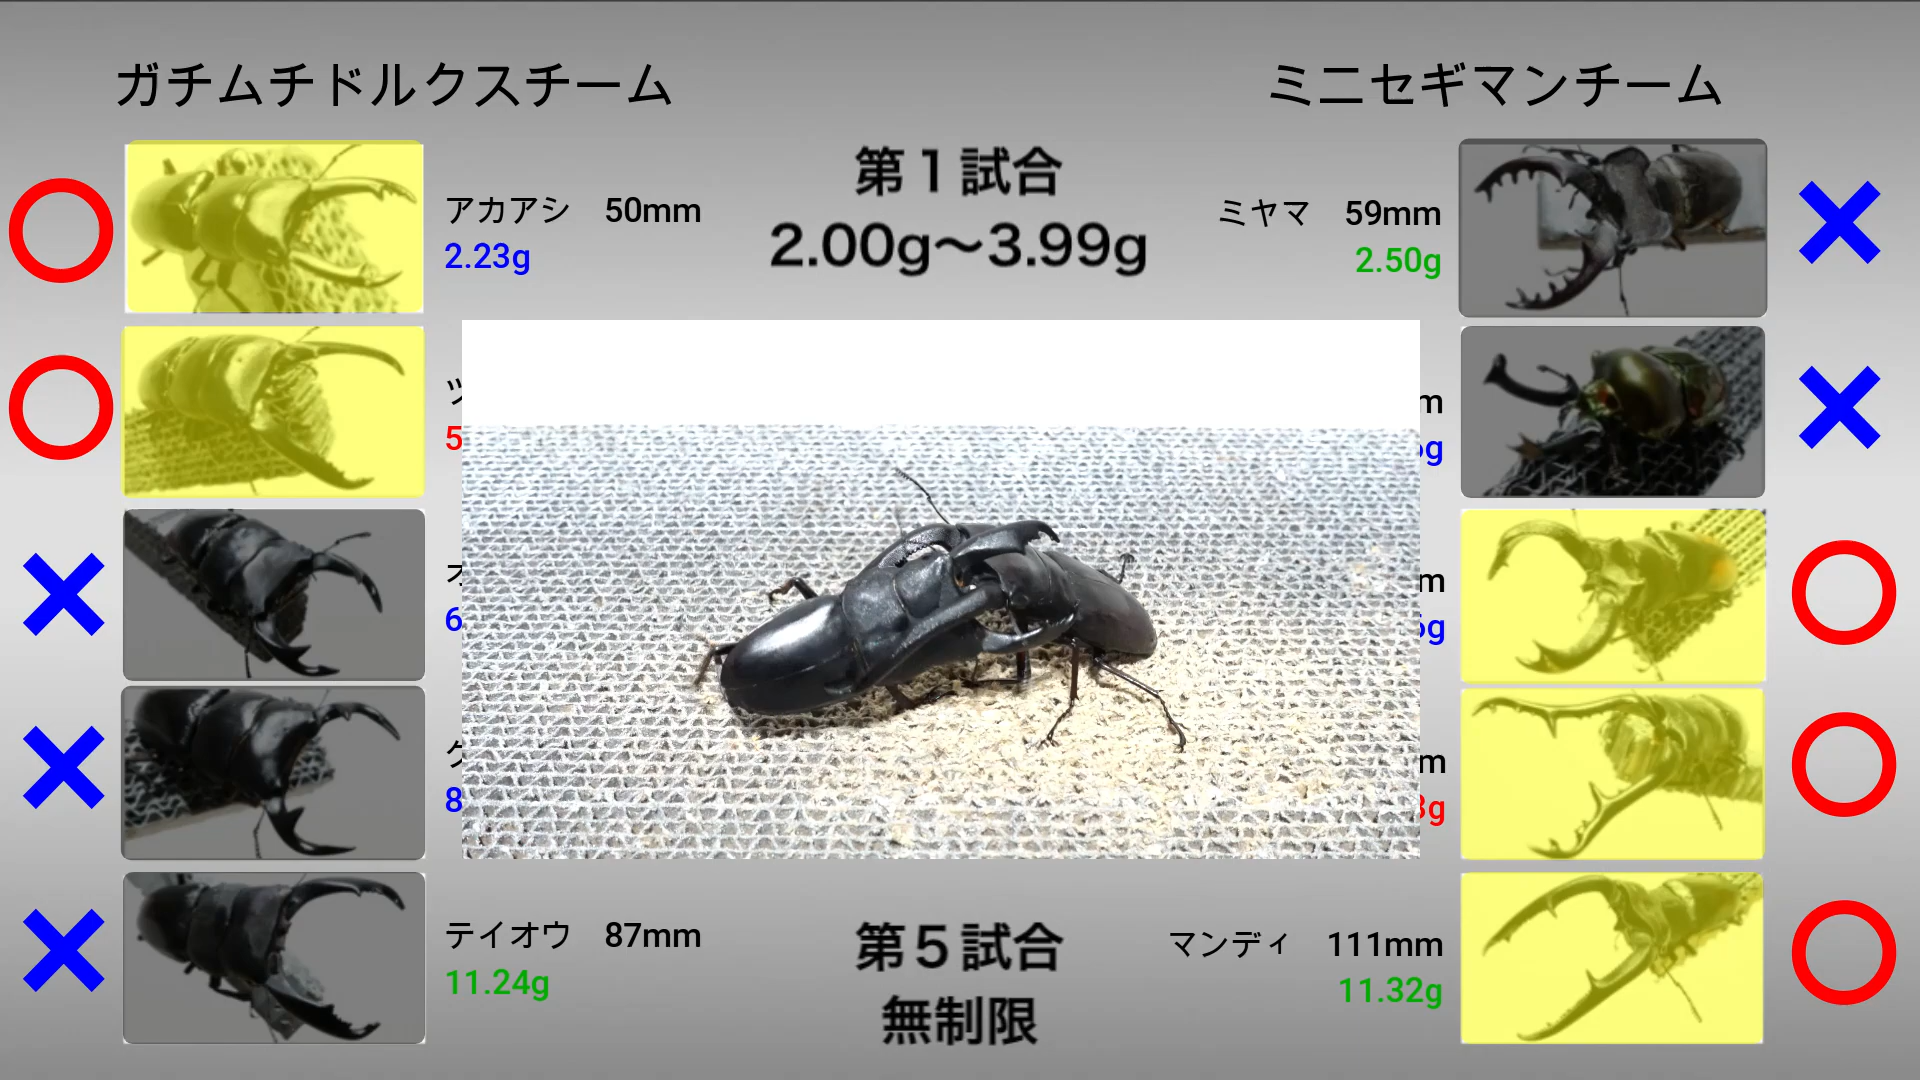 ガチムチドルクスチーム
ミニセギマンチーム
アカアシ 50mm
2.23g
第1試合
2.00g〜3.99g
ミヤマ 59mm
2.50g
テイオウ 87mm
11.24g
第5試合
無制限
マンディ 111mm
11.32g